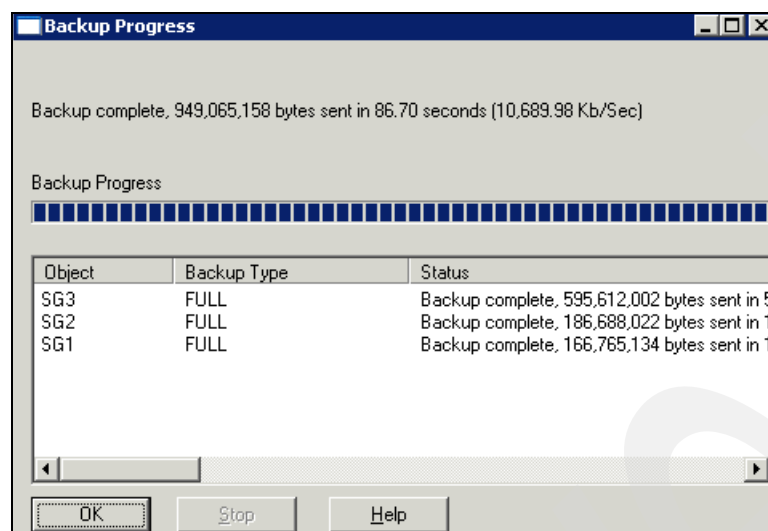 Backup Progress
Backup complete, 949,065,158 bytes sent in 86.70 seconds (10,689.98 Kb/Sec)
Backup Progress
Object Backup Type Status
SG3 FULL Backup complete, 595,612,002 bytes sent in 5
SG2 FULL Backup complete, 186,688,022 bytes sent in 1
SG1 FULL Backup complete, 166,765,134 bytes sent in 1
OK Stop Help